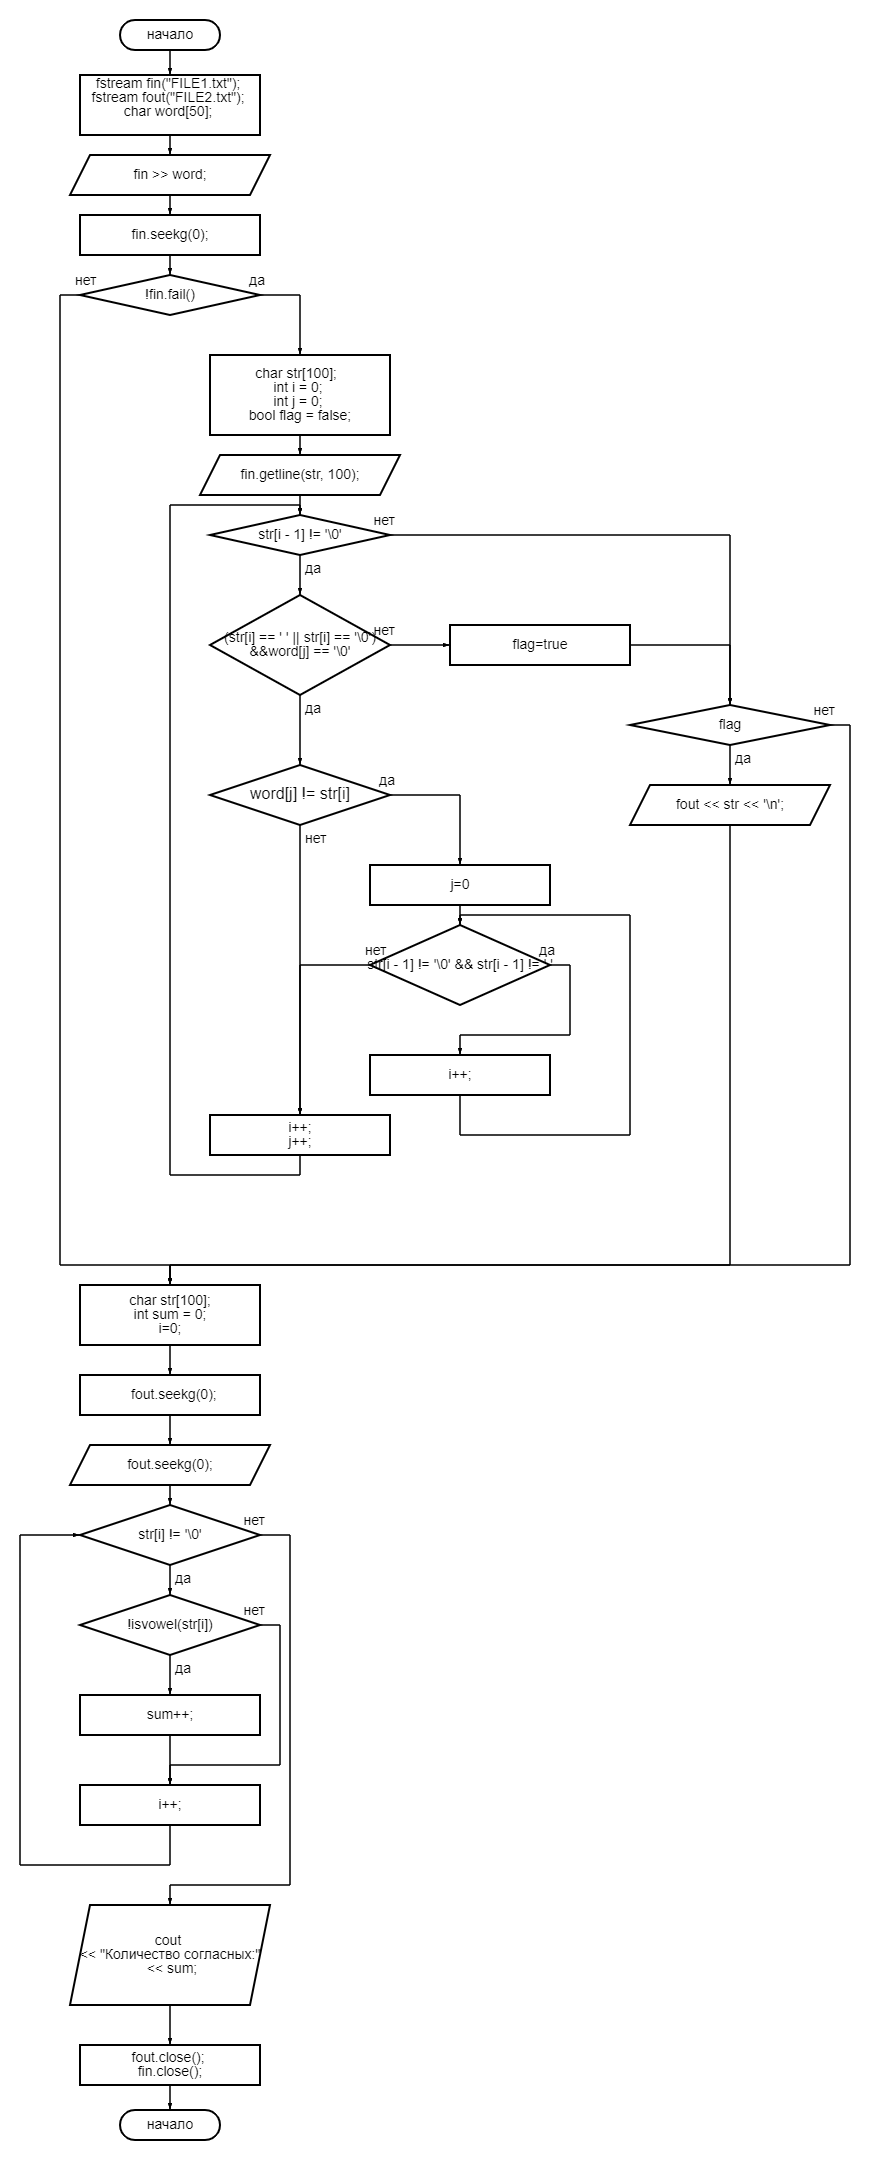 начало
fstream fin("FILE1.txt");
fstream fout("FILE2.txt");
char word[50];
fin >> word;
fin.seekg(0);
нет
да
!fin.fail()
char str[100];
int i = 0;
int j = 0;
bool flag = false;
fin.getline(str, 100);
нет
str[i - 1] != '\0'
да
нет
(str[i] == ' ' || str[i] == '\0')
&&word[j] == '\0'
flag=true
да
нет
flag
да
да
word[j] != str[i]
fout << str << '\n';
нет
j=0
нет
да
str[i - 1] != '\0' && str[i - 1] != ' '
i++;
i++;
j++;
char str[100];
int sum = 0;
i=0;
fout.seekg(0);
fout.seekg(0);
нет
str[i] != '\0'
да
нет
!isvowel(str[i])
да
sum++;
i++;
cout
<< "Количество согласных:"
<< sum;
fout.close();
fin.close();
начало